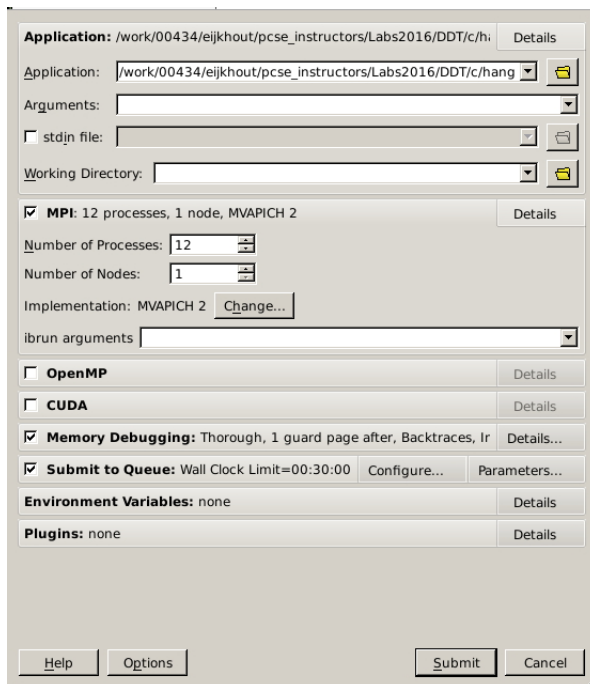 Application: /work/00434/eijkhout/pcse_instructors/Labs2016/DDT/c/ha Details
Application: /work/00434/eijkhout/pcse_instructors/Labs2016/DDT/c/hang
Arguments:
stdin file:
Working Directory:
MPI: 12 processes, 1 node, MVAPICH 2 Details
Number of Processes: 12
Number of Nodes: 1
Implementation: MVAPICH 2 Change...
ibrun arguments
OpenMP Details
CUDA Details
Memory Debugging: Thorough, 1 guard page after, Backtraces, Ir Details...
Submit to Queue: Wall Clock Limit=00:30:00 Configure... Parameters...
Environment Variables: none Details
Plugins: none Details
Help Options Submit Cancel